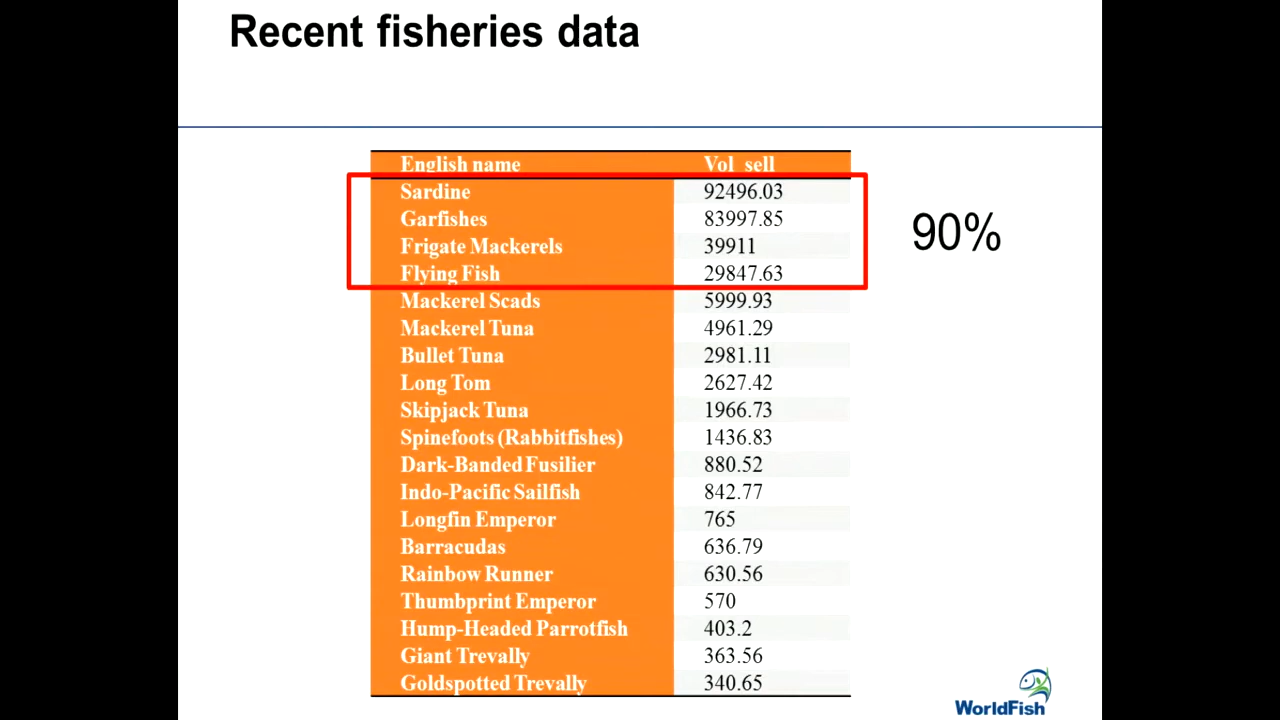 Recent fisheries data
English name Vol_sell
Sardine 92496.03
Garfishes 83997.85
Frigate Mackerels 39911
Flying Fish 29847.63
90%
Mackerel Scads 5999.93
Mackerel Tuna 4961.29
Bullet Tuna 2981.11
Long Tom 2627.42
Skipjack Tuna 1966.73
Spinefoots (Rabbitfishes) 1436.83
Dark-Banded Fusilier 880.52
Indo-Pacific Sailfish 842.77
Longfin Emperor 765
Barracudas 636.79
Rainbow Runner 630.56
Thumbprint Emperor 570
Hump-Headed Parrotfish 403.2
Giant Trevally 363.56
Goldspotted Trevally 340.65
WorldFish